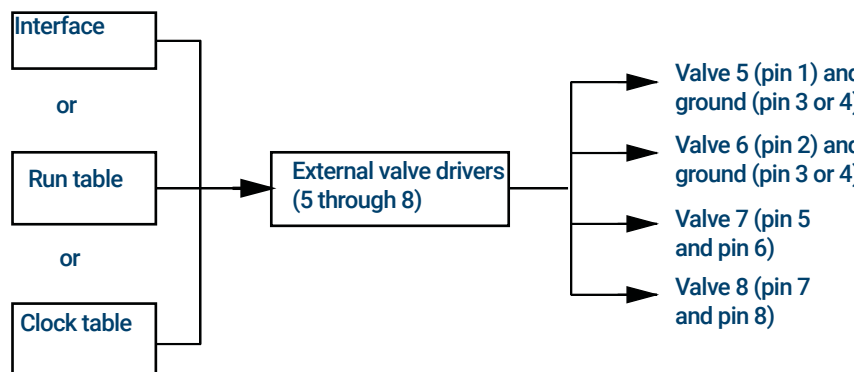 Interface
or
Run table
or
Clock table
External valve drivers
(5 through 8)
Valve 5 (pin 1) and
ground (pin 3 or 4)
Valve 6 (pin 2) and
ground (pin 3 or 4)
Valve 7 (pin 5
and pin 6)
Valve 8 (pin 7
and pin 8)